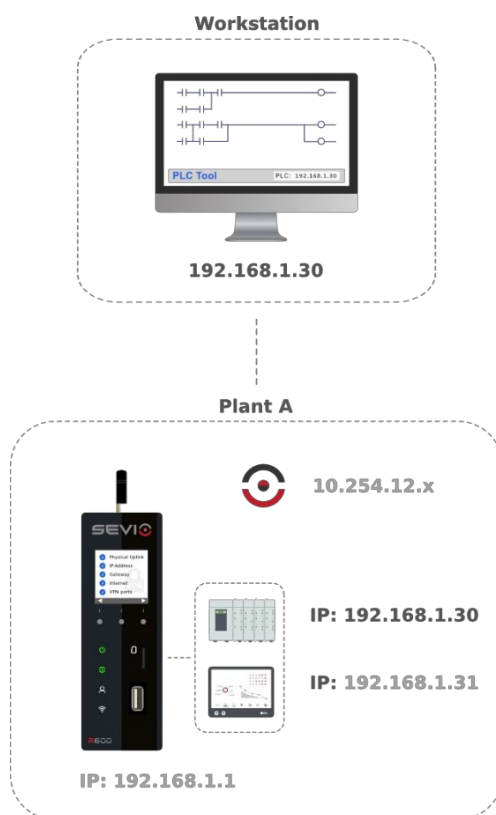 Workstation
PLC Tool
PLC: 192.168.1.30
192.168.1.30
Plant A
10.254.12.x
SEVIO
Physical Uplink
IP Address
Gateway
Internet
VPN ports
IP: 192.168.1.30
IP: 192.168.1.31
R600
IP: 192.168.1.1